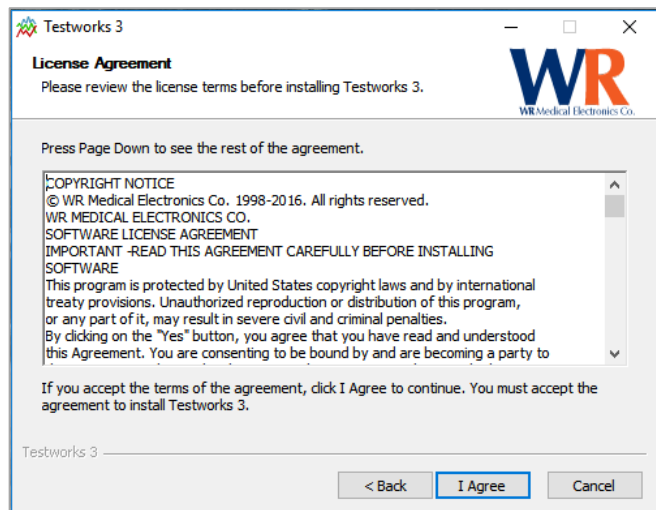 Testworks 3
License Agreement
Please review the license terms before installing Testworks 3.
WR
WR Medical Electronics Co.
Press Page Down to see the rest of the agreement.
COPYRIGHT NOTICE
© WR Medical Electronics Co. 1998-2016. All rights reserved.
WR MEDICAL ELECTRONICS CO.
SOFTWARE LICENSE AGREEMENT
IMPORTANT -READ THIS AGREEMENT CAREFULLY BEFORE INSTALLING
SOFTWARE
This program is protected by United States copyright laws and by international
treaty provisions. Unauthorized reproduction or distribution of this program,
or any part of it, may result in severe civil and criminal penalties.
By clicking on the "Yes" button, you agree that you have read and understood
this Agreement. You are consenting to be bound by and are becoming a party to
If you accept the terms of the agreement, click I Agree to continue. You must accept the
agreement to install Testworks 3.
Testworks 3
< Back
I Agree
Cancel